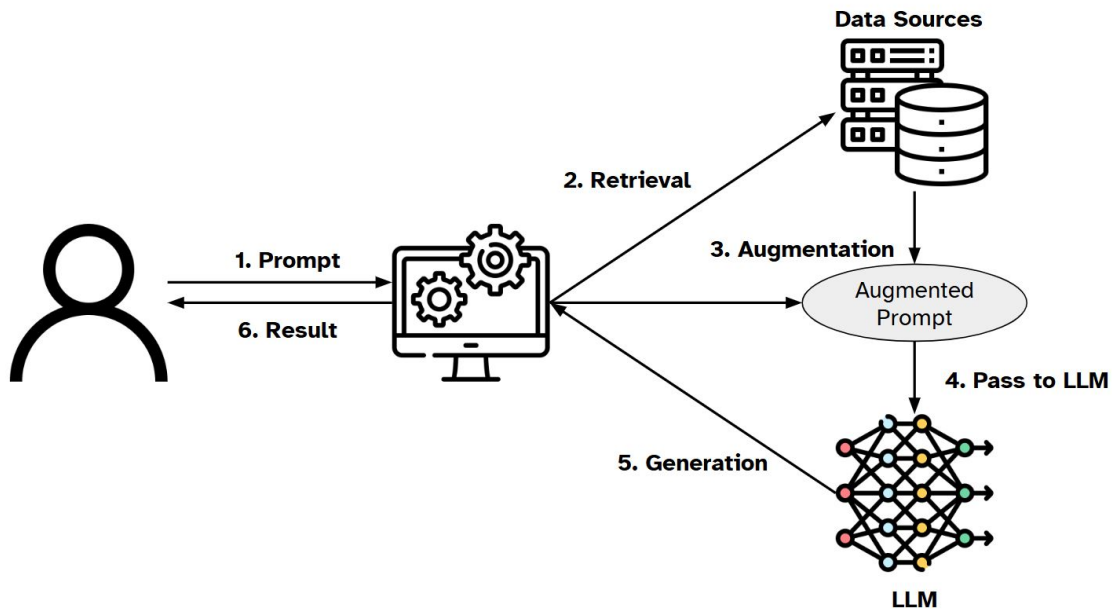 Data Sources
2. Retrieval
1. Prompt
3. Augmentation
Augmented
Prompt
6. Result
4. Pass to LLM
5. Generation
LLM